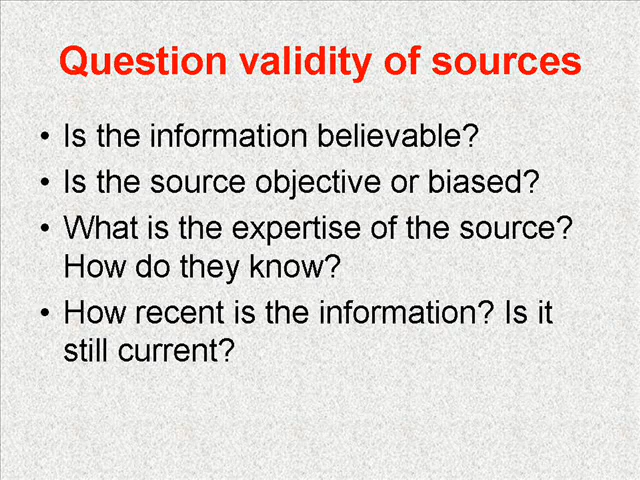 Question validity of sources
• Is the information believable?
• Is the source objective or biased?
• What is the expertise of the source?
How do they know?
• How recent is the information? Is it
still current?